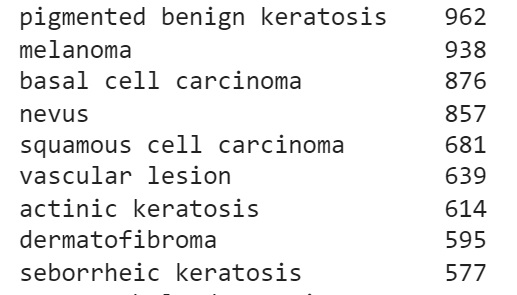 pigmented benign keratosis 962
melanoma 938
basal cell carcinoma 876
nevus 857
squamous cell carcinoma 681
vascular lesion 639
actinic keratosis 614
dermatofibroma 595
seborrheic keratosis 577